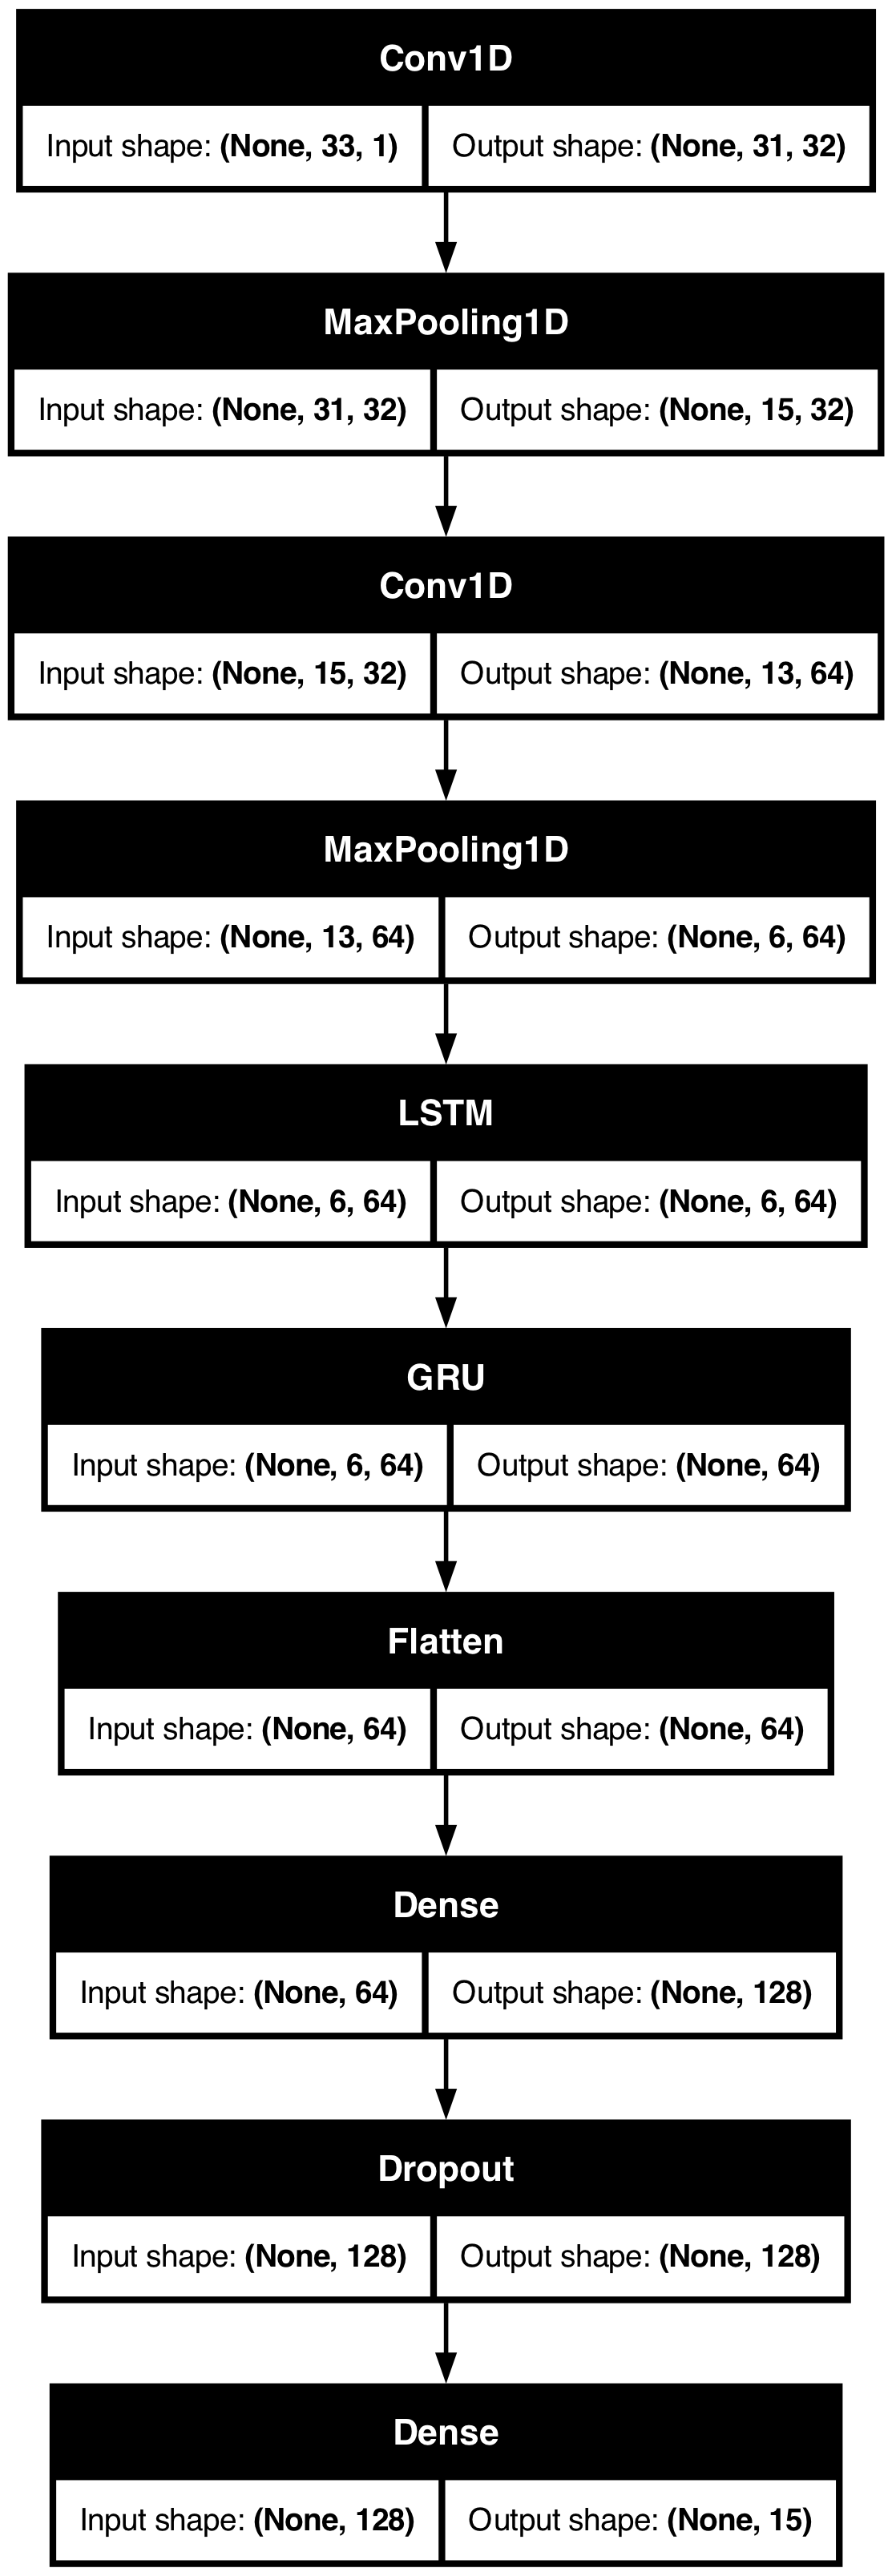 Conv1D
Input shape: (None, 33, 1) Output shape: (None, 31, 32)
MaxPooling1D
Input shape: (None, 31, 32) Output shape: (None, 15, 32)
Conv1D
Input shape: (None, 15, 32) Output shape: (None, 13, 64)
MaxPooling1D
Input shape: (None, 13, 64) Output shape: (None, 6, 64)
LSTM
Input shape: (None, 6, 64) Output shape: (None, 6, 64)
GRU
Input shape: (None, 6, 64) Output shape: (None, 64)
Flatten
Input shape: (None, 64) Output shape: (None, 64)
Dense
Input shape: (None, 64) Output shape: (None, 128)
Dropout
Input shape: (None, 128) Output shape: (None, 128)
Dense
Input shape: (None, 128) Output shape: (None, 15)